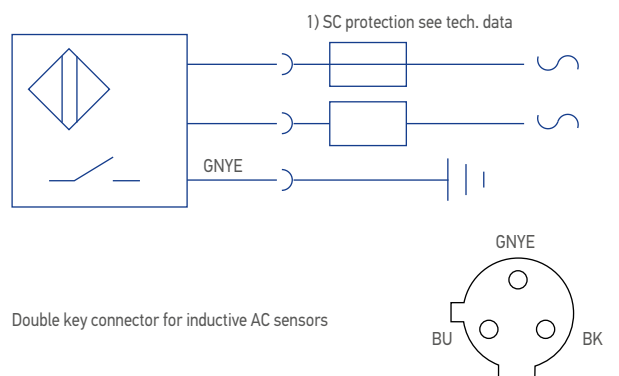 1) SC protection see tech. data
GNYE
GNYE
Double key connector for inductive AC sensors
BU
BK